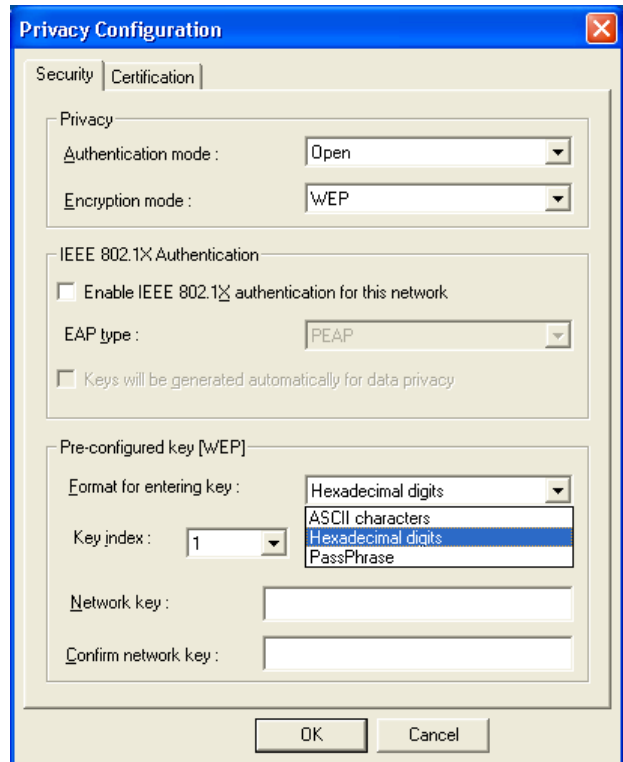 Privacy Configuration
Security Certification
Privacy
Authentication mode : Open
Encryption mode : WEP
IEEE 802.1X Authentication
Enable IEEE 802.1X authentication for this network
EAP type : PEAP
Keys will be generated automatically for data privacy
Pre-configured key [WEP]
Format for entering key : Hexadecimal digits
ASCII characters
Hexadecimal digits
PassPhrase
Key index : 1
Network key :
Confirm network key :
OK Cancel